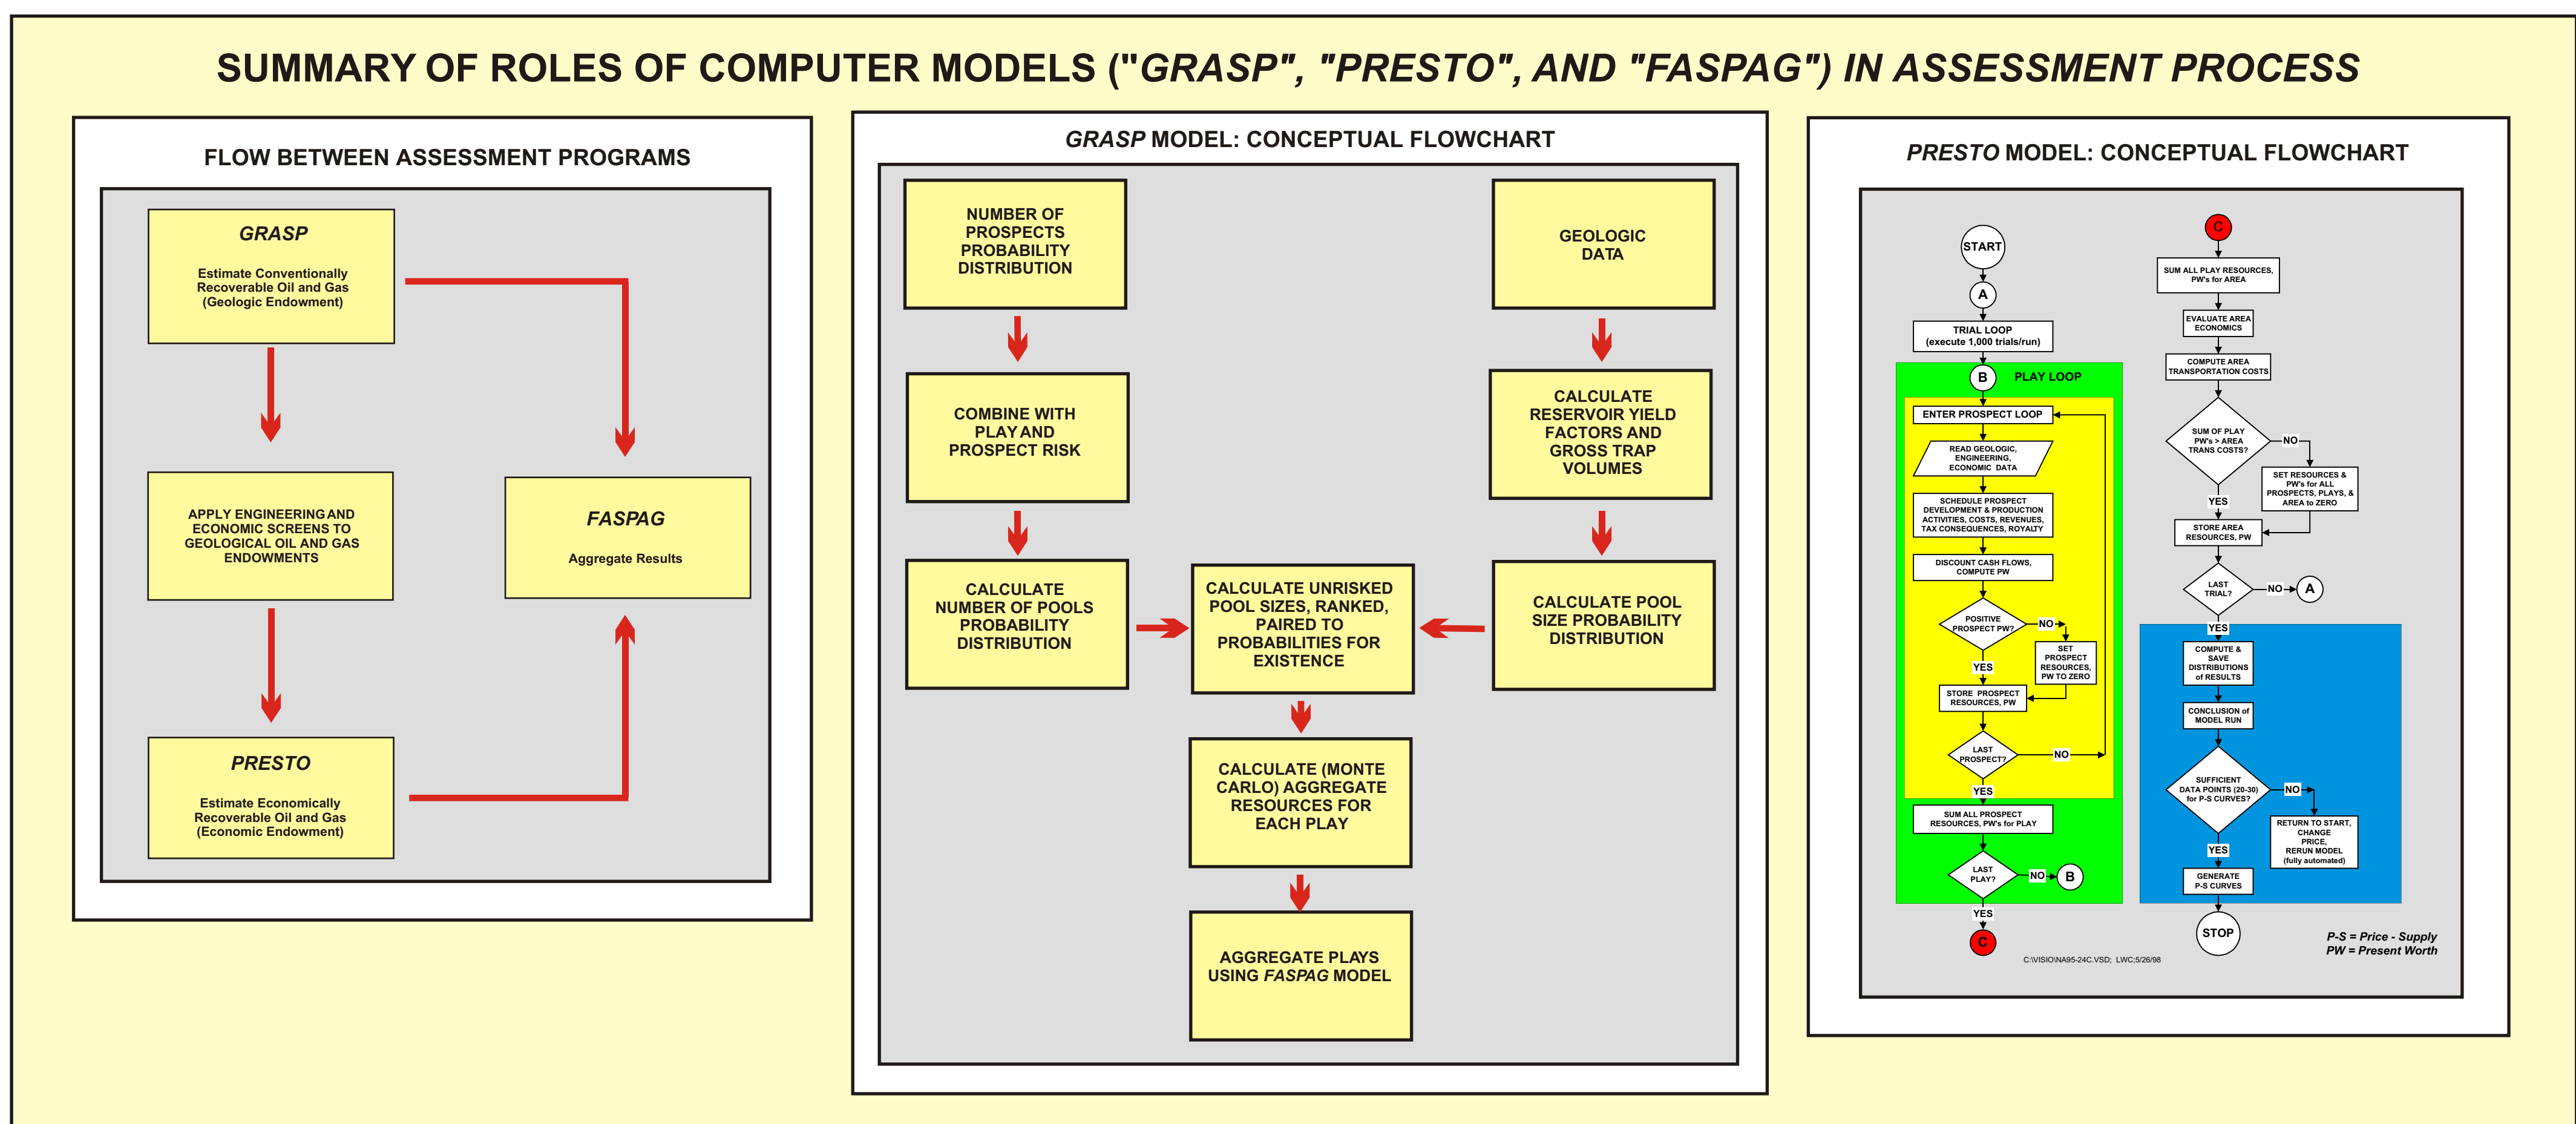 SUMMARY OF ROLES OF COMPUTER MODELS ("GRASP", "PRESTO", AND "FASPAG") IN ASSESSMENT PROCESS
FLOW BETWEEN ASSESSMENT PROGRAMS
GRASP
Estimate Conventionally
Recoverable Oil and Gas
(Geologic Endowment)
APPLY ENGINEERING AND
ECONOMIC SCREENS TO
GEOLOGICAL OIL AND GAS
ENDOWMENTS
FASPAG
Aggregate Results
PRESTO
Estimate Economically
Recoverable Oil and Gas
(Economic Endowment)
GRASP MODEL: CONCEPTUAL FLOWCHART
NUMBER OF
PROSPECTS
PROBABILITY
DISTRIBUTION
GEOLOGIC
DATA
COMBINE WITH
PLAY AND
PROSPECT RISK
CALCULATE
RESERVOIR YIELD
FACTORS AND
GROSS TRAP
VOLUMES
CALCULATE
NUMBER OF POOLS
PROBABILITY
DISTRIBUTION
CALCULATE UNRISKED
POOL SIZES, RANKED,
PAIRED TO
PROBABILITIES FOR
EXISTENCE
CALCULATE POOL
SIZE PROBABILITY
DISTRIBUTION
CALCULATE (MONTE
CARLO) AGGREGATE
RESOURCES FOR
EACH PLAY
AGGREGATE PLAYS
USING FASPAG MODEL
PRESTO MODEL: CONCEPTUAL FLOWCHART
START
A
TRIAL LOOP
(execute 1,000 trials/run)
B
PLAY LOOP
ENTER PROSPECT LOOP
READ GEOLOGIC,
ENGINEERING,
ECONOMIC DATA
SCHEDULE PROSPECT
DEVELOPMENT & PRODUCTION
ACTIVITIES, COSTS, REVENUES,
TAX CONSEQUENCES, ROYALTY
DISCOUNT CASH FLOWS,
COMPUTE PW
POSITIVE
PROSPECT PW?
NO
SET
PROSPECT
RESOURCES,
PW TO ZERO
YES
STORE PROSPECT
RESOURCES, PW
LAST
PROSPECT?
NO
YES
SUM ALL PROSPECT
RESOURCES, PW's for PLAY
LAST
PLAY?
NO
B
YES
C
C:\VISIO\NA95-24C.VSD; LWC;5/26/98
C
SUM ALL PLAY RESOURCES,
PW's for AREA
EVALUATE AREA
ECONOMICS
COMPUTE AREA
TRANSPORTATION COSTS
SUM OF PLAY
PW's > AREA
TRANS COSTS?
NO
SET RESOURCES &
PW's for ALL
PROSPECTS, PLAYS, &
AREA to ZERO
YES
STORE AREA
RESOURCES, PW
LAST
TRIAL?
NO
A
YES
COMPUTE &
SAVE
DISTRIBUTIONS
of RESULTS
CONCLUSION of
MODEL RUN
SUFFICIENT
DATA POINTS (20-30)
for P-S CURVES?
NO
RETURN TO START,
CHANGE
PRICE,
RERUN MODEL
(fully automated)
YES
GENERATE
P-S CURVES
STOP
P-S = Price - Supply
PW = Present Worth